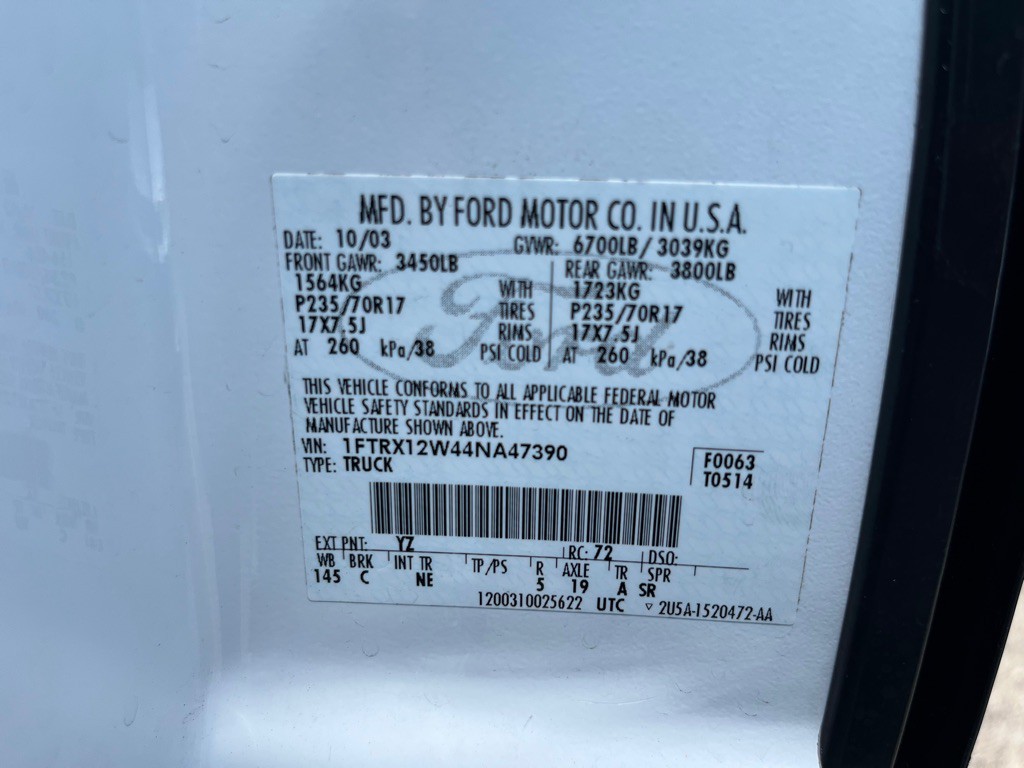 MFD. BY FORD MOTOR CO. IN U.S.A.
DATE: 10/03 GVWR: 6700LB/ 3039KG
FRONT GAWR: 3450LB REAR GAWR: 3800LB
1564KG WITH 1723KG WITH
P235/70R17 TIRES P235/70R17 TIRES
17X7.5J RIMS 17X7.5J RIMS
AT 260 kPa/38 PSI COLD AT 260 kPa/38 PSI COLD
Ford
THIS VEHICLE CONFORMS TO ALL APPLICABLE FEDERAL MOTOR
VEHICLE SAFETY STANDARDS IN EFFECT ON THE DATE OF
MANUFACTURE SHOWN ABOVE.
VIN: 1FTRX12W44NA47390 F0063
TYPE: TRUCK T0514
EXT PNT: YZ RC: 72 DSO:
WB BRK INT TR TP/PS R AXLE TR SPR
145 C NE 5 19 A SR
1200310025622 UTC ▿ 2U5A-1520472-AA